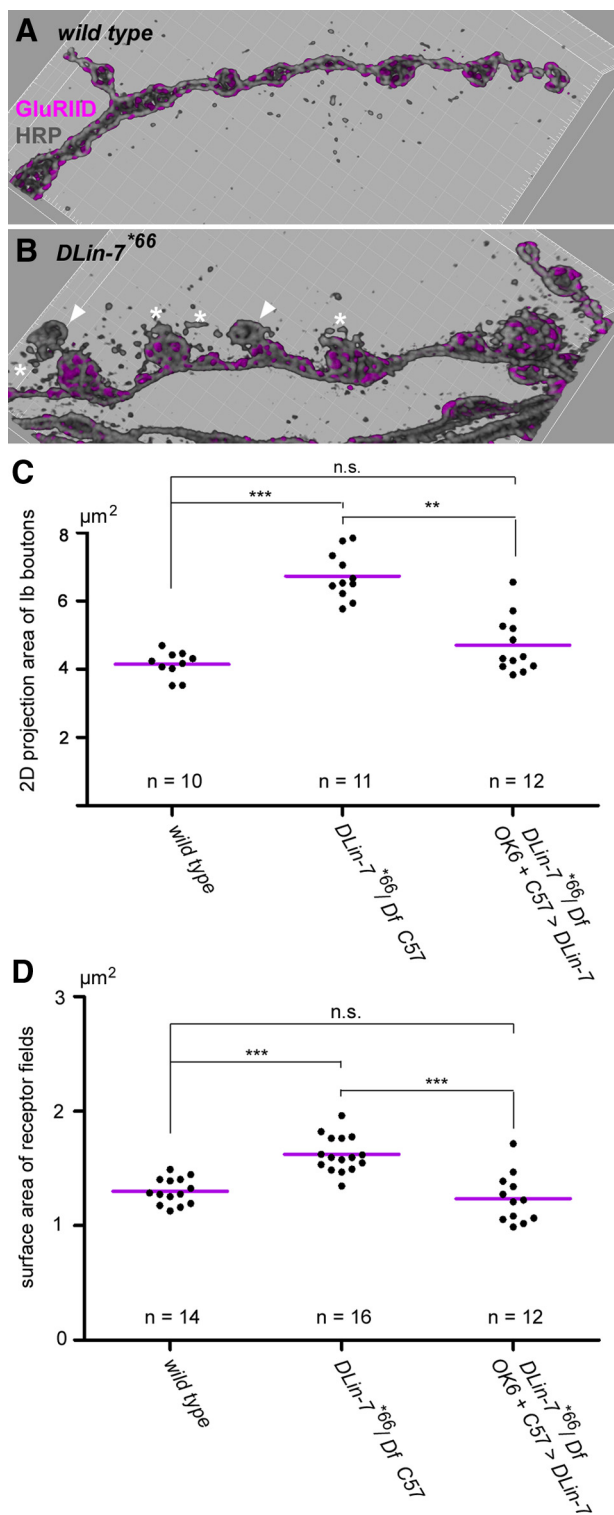 A wild type
GluRIID
HRP
B DLin-7*66
*
*
*
*
C
n.s.
µm²
***
**
8
6
4
2
2D projection area of Ib boutons
n = 10
n = 11
n = 12
wild type
DLin-7*66/ Df C57
DLin-7*66/ Df
OK6 + C57 > DLin-7
D
µm²
3
n.s.
***
***
2
1
0
surface area of receptor fields
n = 14
n = 16
n = 12
wild type
DLin-7*66/ Df C57
DLin-7*66/ Df
OK6 + C57 > DLin-7